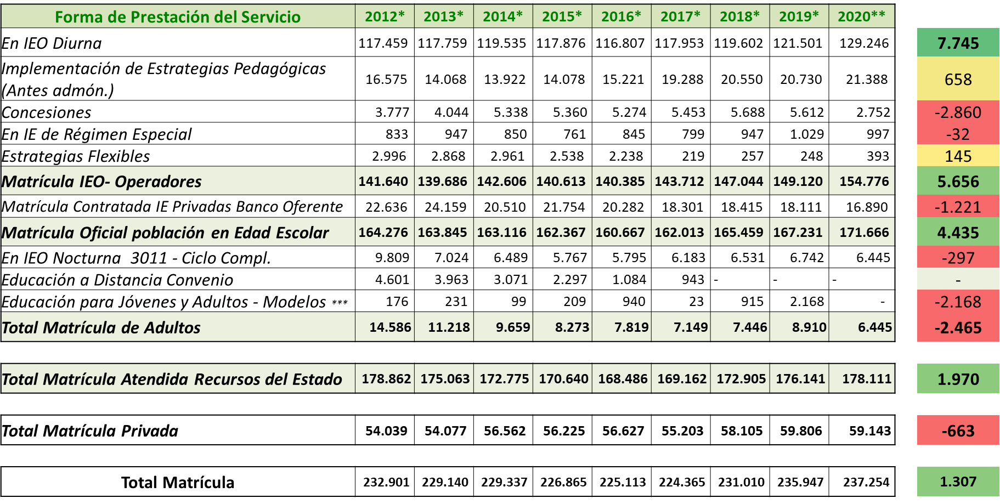 Forma de Prestación del Servicio 2012* 2013* 2014* 2015* 2016* 2017* 2018* 2019* 2020**
En IEO Diurna 117.459 117.759 119.535 117.876 116.807 117.953 119.602 121.501 129.246 7.745
Implementación de Estrategias Pedagógicas
(Antes admón.) 16.575 14.068 13.922 14.078 15.221 19.288 20.550 20.730 21.388 658
Concesiones 3.777 4.044 5.338 5.360 5.274 5.453 5.688 5.612 2.752 -2.860
En IE de Régimen Especial 833 947 850 761 845 799 947 1.029 997 -32
Estrategias Flexibles 2.996 2.868 2.961 2.538 2.238 219 257 248 393 145
Matrícula IEO- Operadores 141.640 139.686 142.606 140.613 140.385 143.712 147.044 149.120 154.776 5.656
Matrícula Contratada IE Privadas Banco Oferente 22.636 24.159 20.510 21.754 20.282 18.301 18.415 18.111 16.890 -1.221
Matrícula Oficial población en Edad Escolar 164.276 163.845 163.116 162.367 160.667 162.013 165.459 167.231 171.666 4.435
En IEO Nocturna 3011 - Ciclo Compl. 9.809 7.024 6.489 5.767 5.795 6.183 6.531 6.742 6.445 -297
Educación a Distancia Convenio 4.601 3.963 3.071 2.297 1.084 943 - - - -
Educación para Jóvenes y Adultos - Modelos *** 176 231 99 209 940 23 915 2.168 - -2.168
Total Matrícula de Adultos 14.586 11.218 9.659 8.273 7.819 7.149 7.446 8.910 6.445 -2.465
Total Matrícula Atendida Recursos del Estado 178.862 175.063 172.775 170.640 168.486 169.162 172.905 176.141 178.111 1.970
Total Matrícula Privada 54.039 54.077 56.562 56.225 56.627 55.203 58.105 59.806 59.143 -663
Total Matrícula 232.901 229.140 229.337 226.865 225.113 224.365 231.010 235.947 237.254 1.307